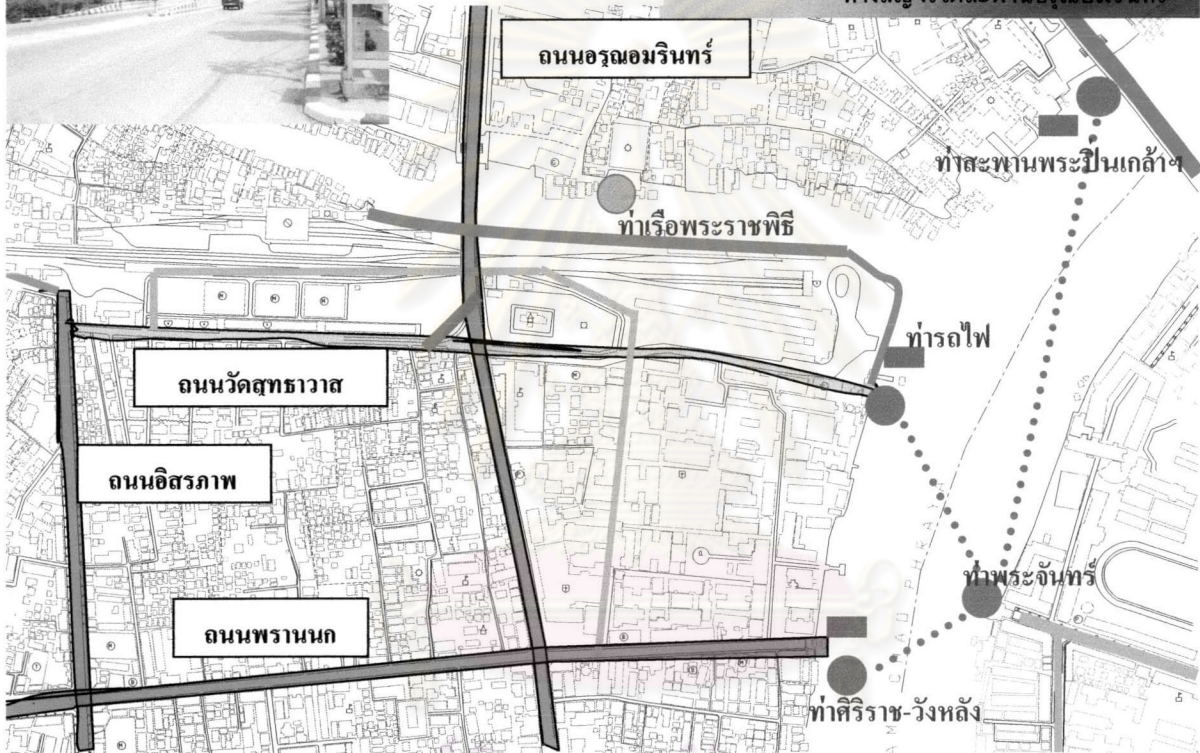 ถนนอรุณอมรินทร์
ท่าสะพานพระปิ่นเกล้าฯ
ท่าเรือพระราชพิธี
ท่ารถไฟ
ถนนวัดสุทธาวาส
ถนนอิสรภาพ
ท่าพระจันทร์
ถนนพรานนก
ท่าศิริราช-วังหลัง